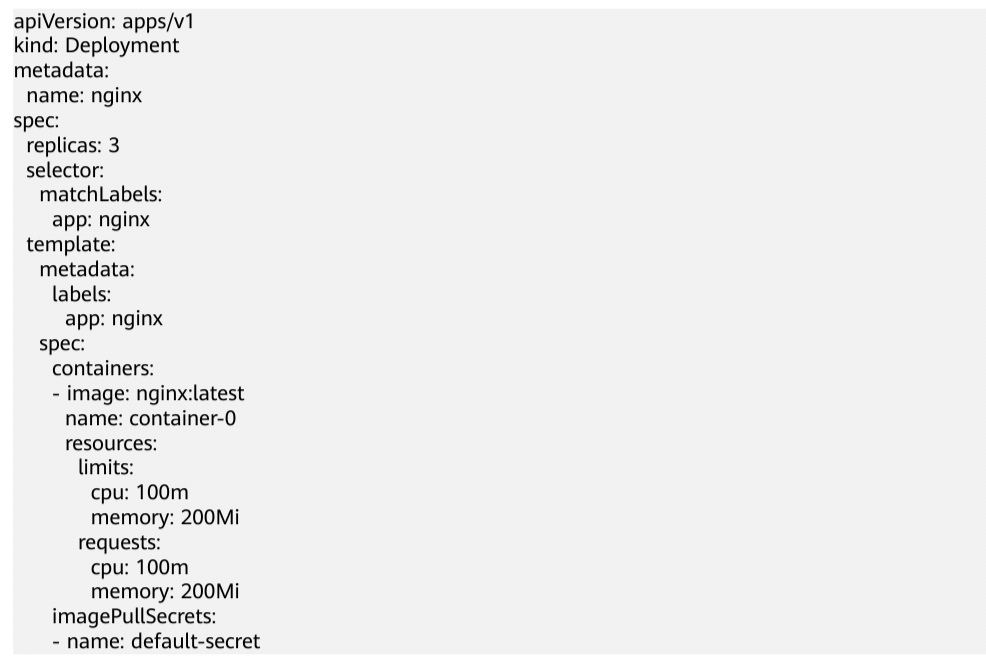 apiVersion: apps/v1
kind: Deployment
metadata:
  name: nginx
spec:
  replicas: 3
  selector:
    matchLabels:
      app: nginx
  template:
    metadata:
      labels:
        app: nginx
    spec:
      containers:
      - image: nginx:latest
        name: container-0
        resources:
          limits:
            cpu: 100m
            memory: 200Mi
          requests:
            cpu: 100m
            memory: 200Mi
      imagePullSecrets:
      - name: default-secret